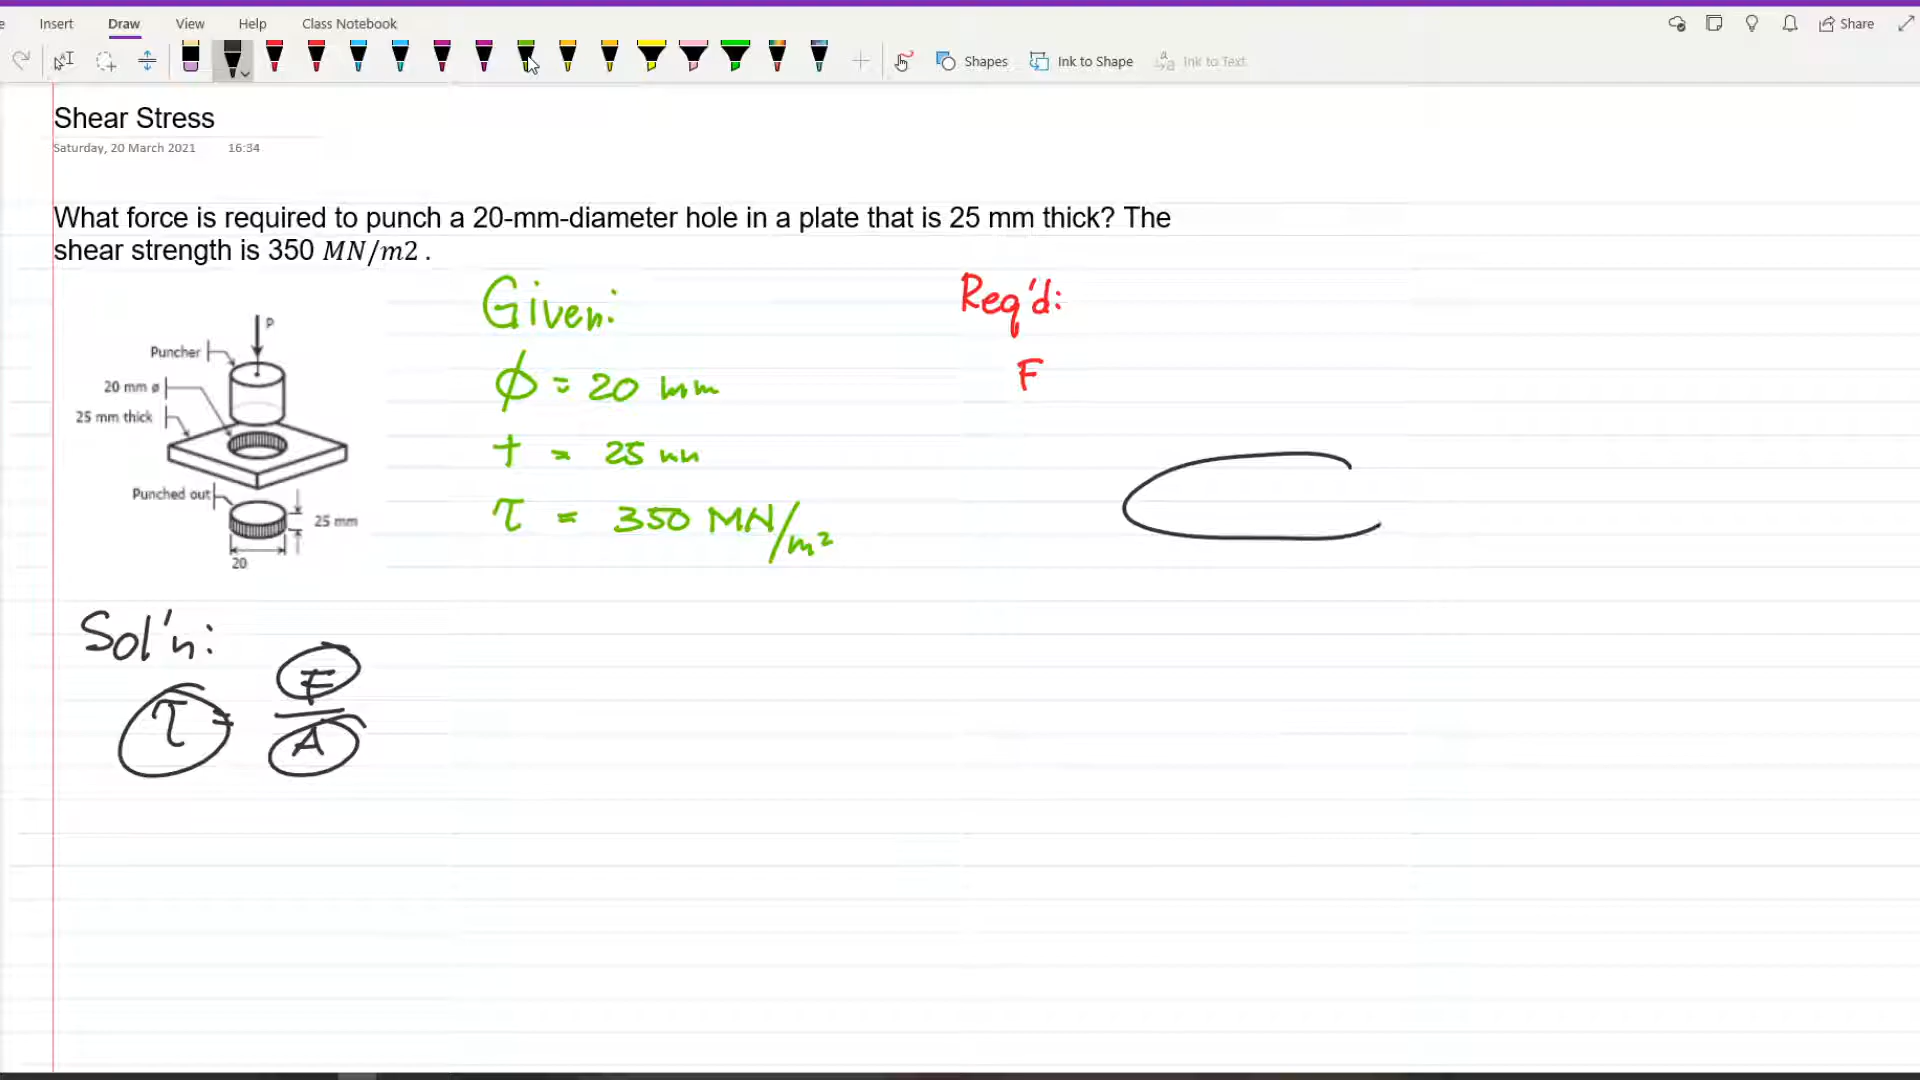 Insert Draw View Help Class Notebook Share
Shapes Ink to Shape Ink to Text
Shear Stress
Saturday, 20 March 2021 16:34
What force is required to punch a 20-mm-diameter hole in a plate that is 25 mm thick? The
shear strength is 350 MN/m2 .
P
Puncher
20 mm ø
25 mm thick
Punched out
25 mm
20
Given:
ϕ = 20 mm
t = 25 mm
τ = 350 MN/m²
Req'd:
F
Sol'n:
τ = F/A